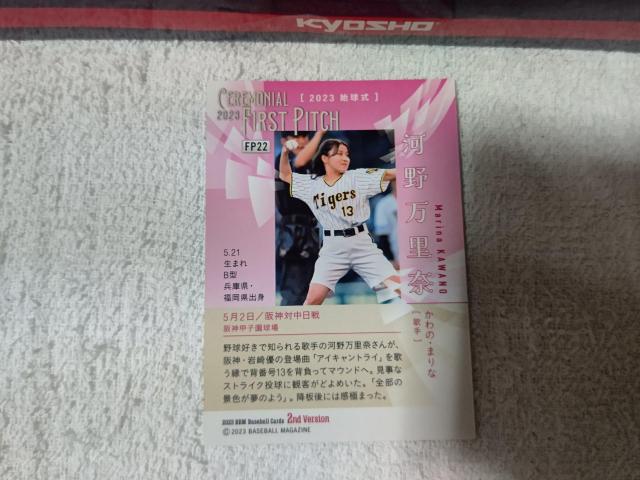 KYOSHO
CEREMONIAL
2023
FIRST PITCH
[ 2023 始球式 ]
FP22
Tigers
13
河野万里奈
Marina KAWANO
かわの・まりな
[ 歌手 ]
5.21
生まれ
B型
兵庫県・
福岡県出身
5月2日／阪神対中日戦
阪神甲子園球場
野球好きで知られる歌手の河野万里奈さんが、
阪神・岩崎優の登場曲「アイキャントライ」を歌
う縁で背番号13を背負ってマウンドへ。見事な
ストライク投球に観客がどよめいた。「全部の
景色が夢のよう」。降板後には感極まった。
2023 BBM Baseball Cards 2nd Version
©2023 BASEBALL MAGAZINE